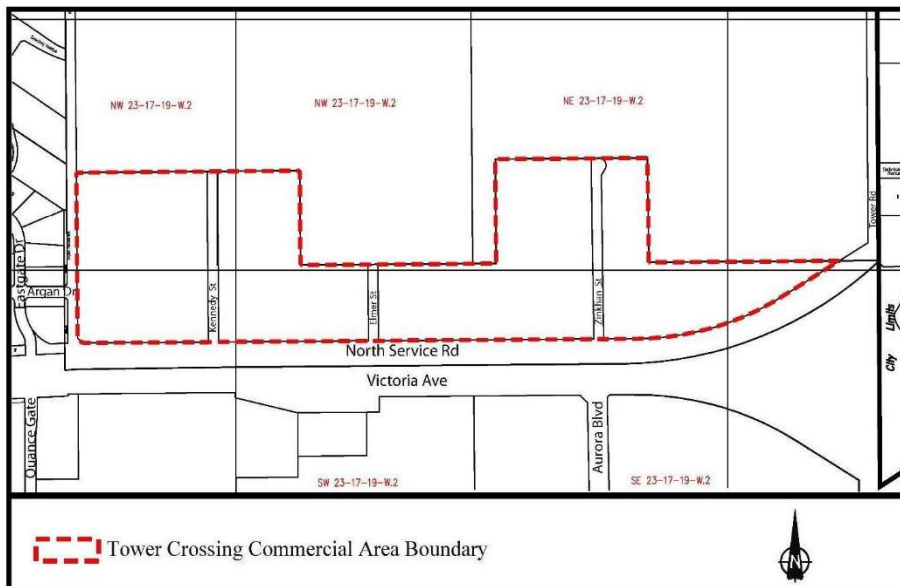 NW 23-17-19-W.2
NW 23-17-19-W.2
NE 23-17-19-W.2
Tower Rd
Eastgate Dr
Argan Dr
Kennedy St
Elmer St
Zinkhan St
City Limits
North Service Rd
Victoria Ave
Quance Gate
Aurora Blvd
SW 23-17-19-W.2
SE 23-17-19-W.2
Tower Crossing Commercial Area Boundary
N